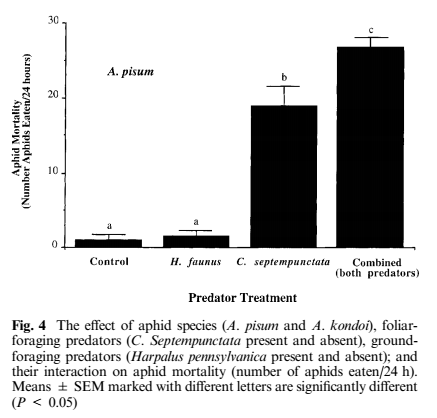 30
A. pisum
c
b
20
10
a
a
0
Aphid Mortality
(Number Aphids Eaten/24 hours)
Control
H. faunus
C. septempunctata
Combined
(both predators)
Predator Treatment
Fig. 4 The effect of aphid species (A. pisum and A. kondoi), foliar-
foraging predators (C. Septempunctata present and absent), ground-
foraging predators (Harpalus pennsylvanica present and absent); and
their interaction on aphid mortality (number of aphids eaten/24 h).
Means ± SEM marked with different letters are significantly different
(P < 0.05)